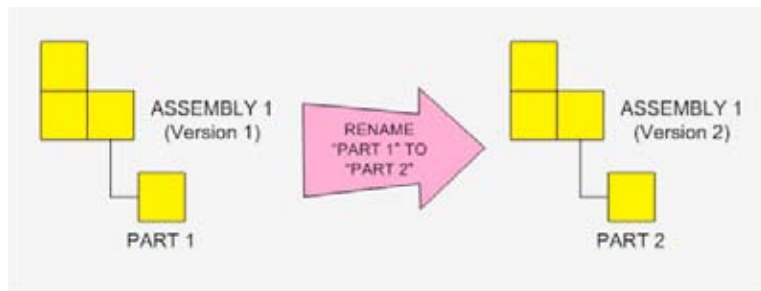 ASSEMBLY 1
(Version 1)
PART 1
RENAME
"PART 1" TO
"PART 2"
ASSEMBLY 1
(Version 2)
PART 2